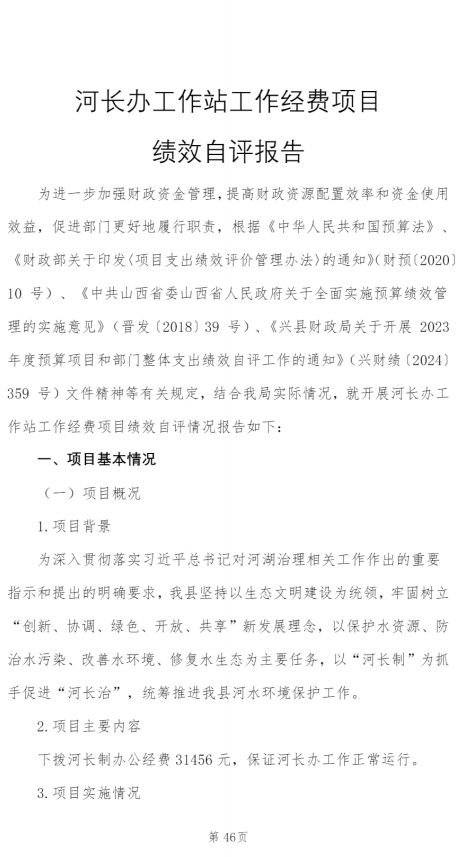 河长办工作站工作经费项目
绩效自评报告
为进一步加强财政资金管理，提高财政资源配置效率和资金使用
效益，促进部门更好地履行职责，根据《中华人民共和国预算法》、
《财政部关于印发〈项目支出绩效评价管理办法〉的通知》（财预〔2020〕
10 号）、《中共山西省委山西省人民政府关于全面实施预算绩效管
理的实施意见》（晋发〔2018〕39 号）、《兴县财政局关于开展 2023
年度预算项目和部门整体支出绩效自评工作的通知》（兴财绩〔2024〕
359 号）文件精神等有关规定，结合我局实际情况，就开展河长办工
作站工作经费项目绩效自评情况报告如下：
一、项目基本情况
（一）项目概况
1.项目背景
为深入贯彻落实习近平总书记对河湖治理相关工作作出的重要
指示和提出的明确要求，我县坚持以生态文明建设为统领，牢固树立
“创新、协调、绿色、开放、共享”新发展理念，以保护水资源、防
治水污染、改善水环境、修复水生态为主要任务，以“河长制”为抓
手促进“河长治”，统筹推进我县河水环境保护工作。
2.项目主要内容
下拨河长制办公经费 31456 元，保证河长办工作正常运行。
3.项目实施情况
第 46页